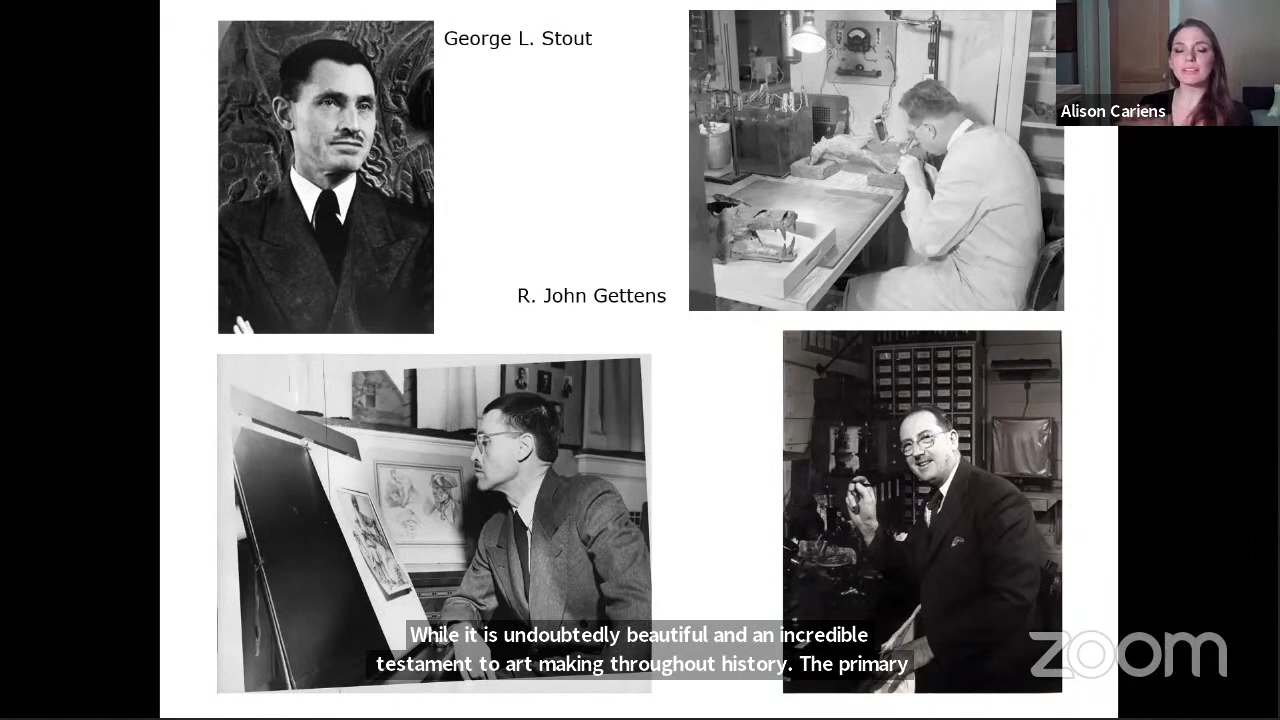 George L. Stout
Alison Cariens
R. John Gettens
While it is undoubtedly beautiful and an incredible
testament to art making throughout history. The primary
zoom